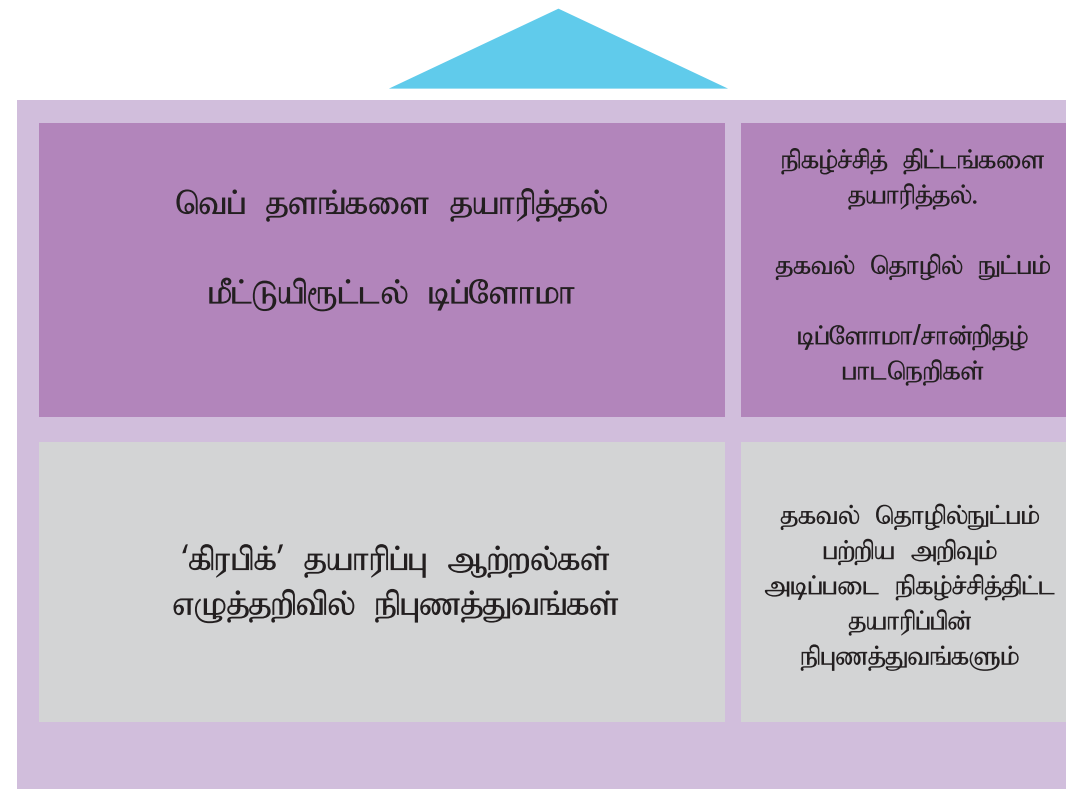 வெப் தளங்களை தயாரித்தல்
மீட்டுயிரூட்டல் டிப்ளோமா
நிகழ்ச்சித் திட்டங்களை
தயாரித்தல்.
தகவல் தொழில் நுட்பம்
டிப்ளோமா/சான்றிதழ்
பாடநெறிகள்
‘கிரபிக்’ தயாரிப்பு ஆற்றல்கள்
எழுத்தறிவில் நிபுணத்துவங்கள்
தகவல் தொழில்நுட்பம்
பற்றிய அறிவும்
அடிப்படை நிகழ்ச்சித்திட்ட
தயாரிப்பின்
நிபுணத்துவங்களும்